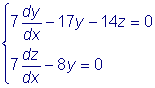 7 dy/dx − 17y − 14z = 0
7 dz/dx − 8y = 0